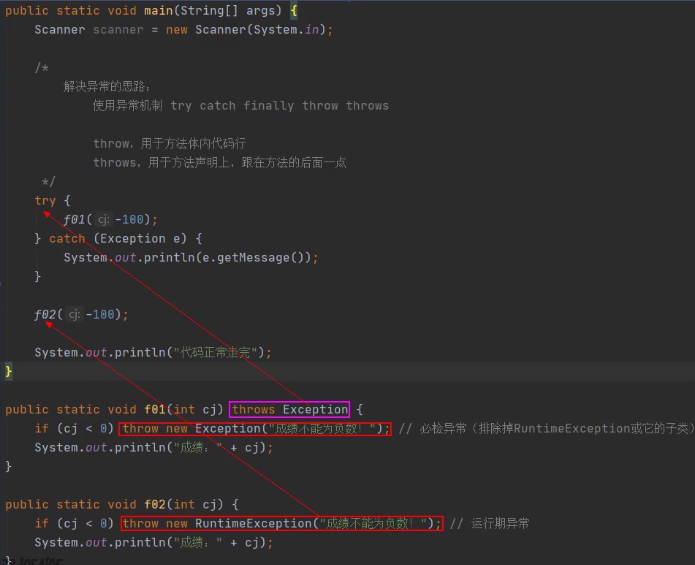 public static void main(String[] args) {
Scanner scanner = new Scanner(System.in);
/*
解决异常的思路：
使用异常机制 try catch finally throw throws
throw，用于方法体内代码行
throws，用于方法声明上，跟在方法的后面一点
*/
try {
f01( cj: -100);
} catch (Exception e) {
System.out.println(e.getMessage());
}
f02( cj: -100);
System.out.println("代码正常走完");
}
public static void f01(int cj) throws Exception {
if (cj < 0) throw new Exception("成绩不能为负数！"); // 必检异常（排除掉RuntimeException或它的子类）
System.out.println("成绩：" + cj);
}
public static void f02(int cj) {
if (cj < 0) throw new RuntimeException("成绩不能为负数！"); // 运行期异常
System.out.println("成绩：" + cj);
}